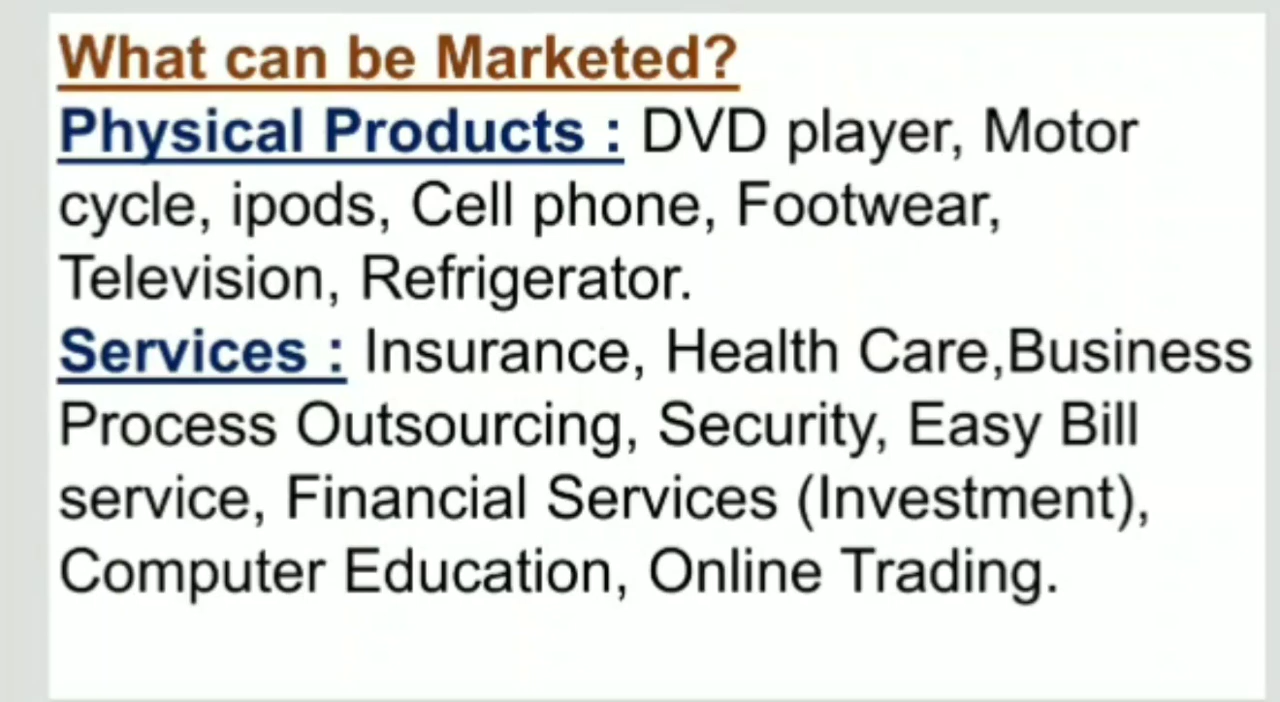 What can be Marketed?
Physical Products : DVD player, Motor
cycle, ipods, Cell phone, Footwear,
Television, Refrigerator.
Services : Insurance, Health Care,Business
Process Outsourcing, Security, Easy Bill
service, Financial Services (Investment),
Computer Education, Online Trading.